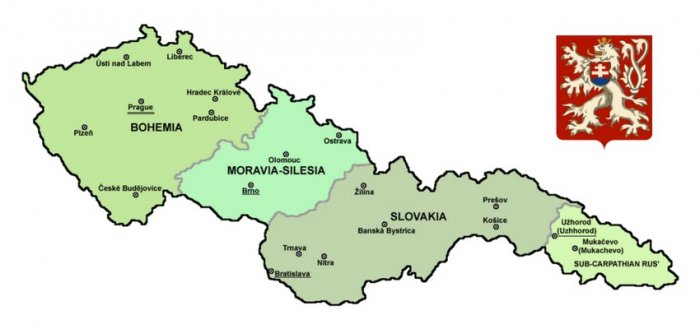 Liberec
Ústí nad Labem
Hradec Králové
Prague
Pardubice
Plzeň
BOHEMIA
České Budějovice
Ostrava
Olomouc
MORAVIA-SILESIA
Brno
Žilina
Prešov
SLOVAKIA
Banská Bystrica
Košice
Trnava
Nitra
Bratislava
Užhorod
(Uzhhorod)
Mukačevo
(Mukachevo)
SUB-CARPATHIAN RUS'